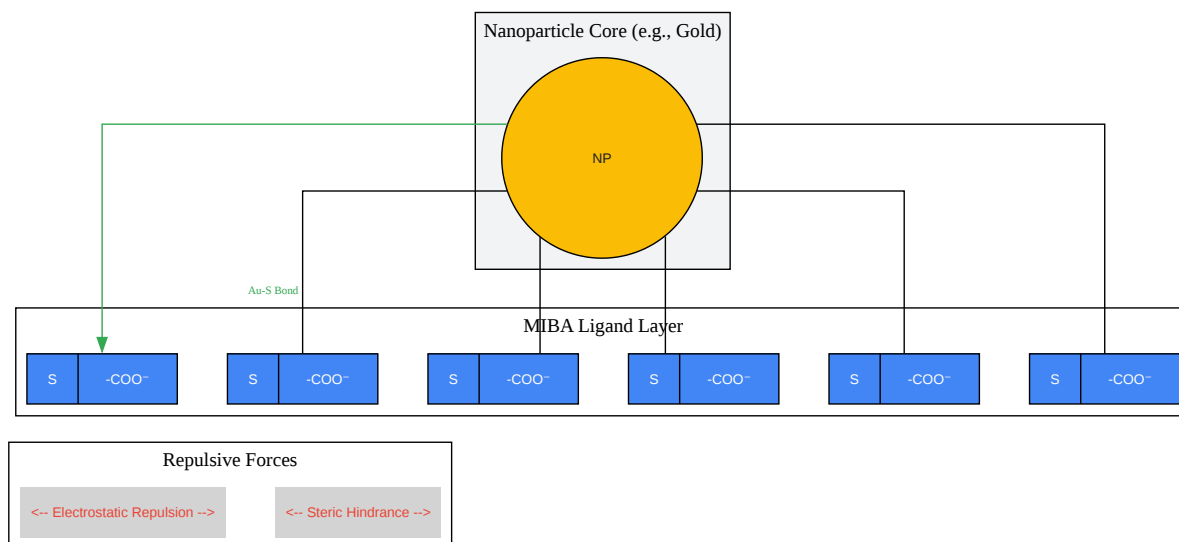 Nanoparticle Core (e.g., Gold)
NP
Au-S Bond
MIBA Ligand Layer
S -COO⁻ S -COO⁻ S -COO⁻ S -COO⁻ S -COO⁻ S -COO⁻
Repulsive Forces
<-- Electrostatic Repulsion --> <-- Steric Hindrance -->